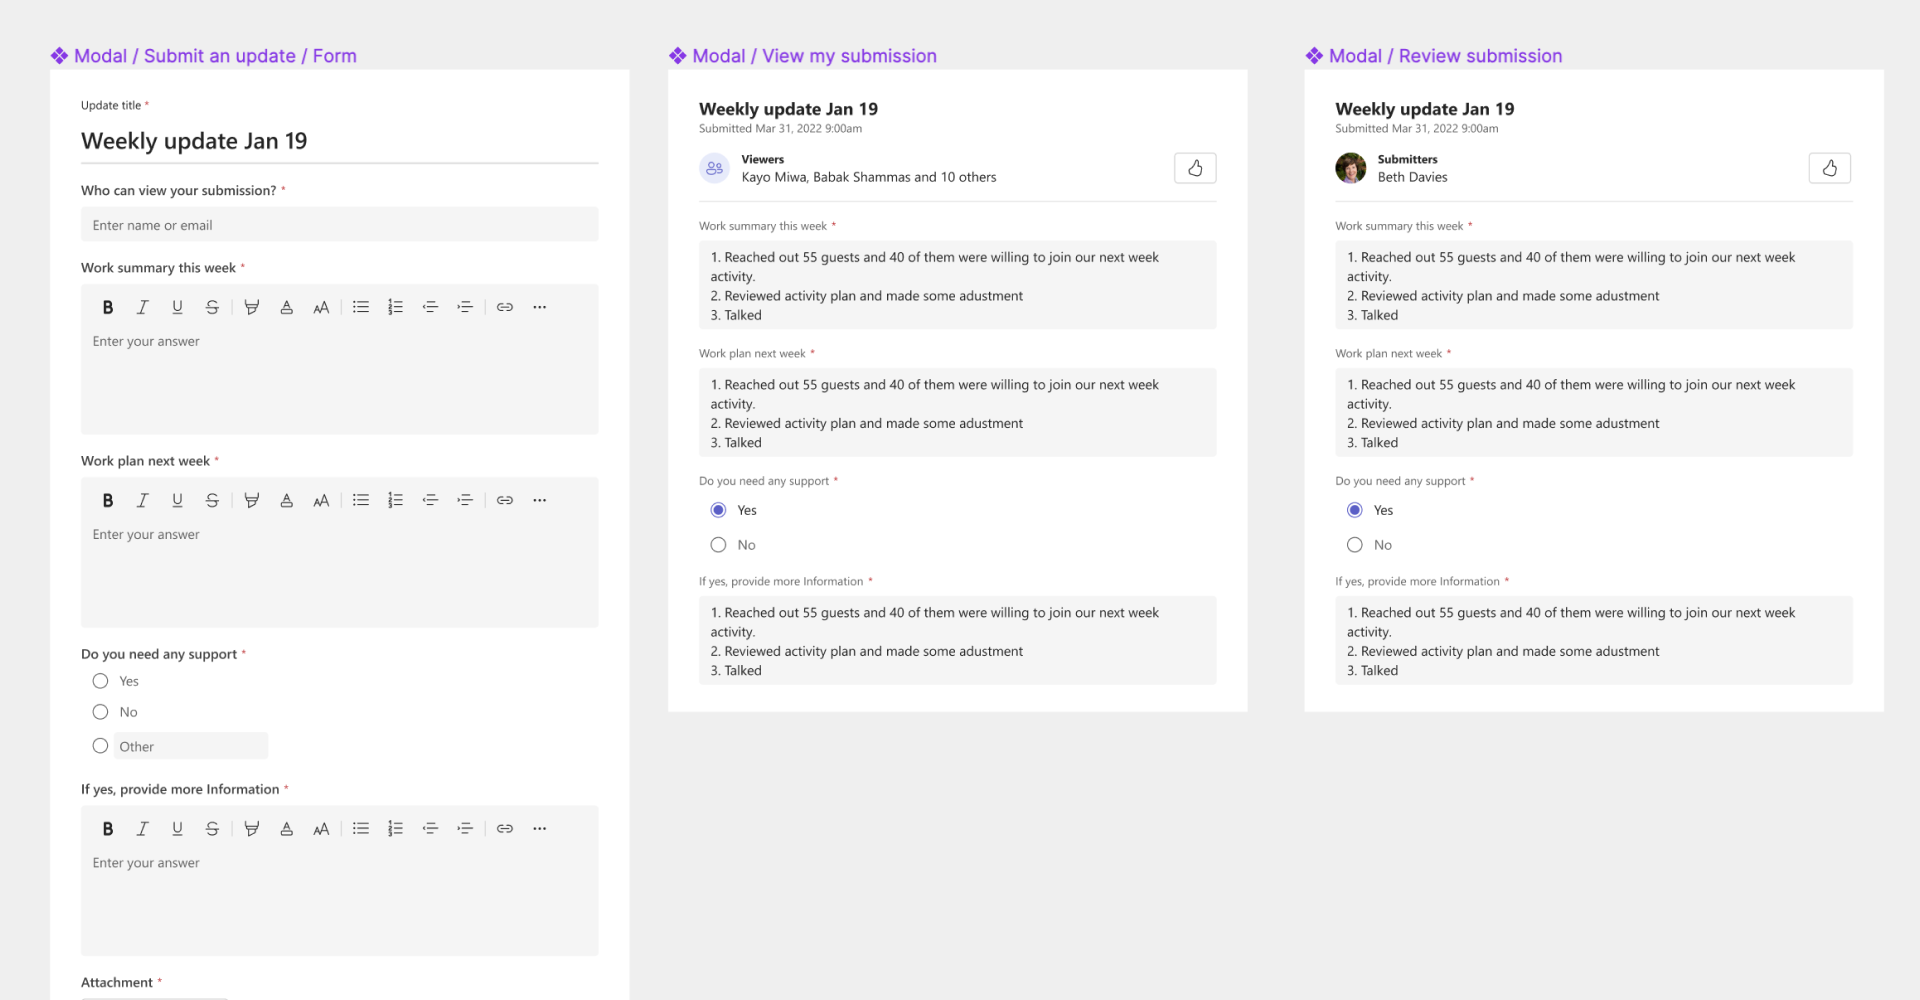 Modal / Submit an update / Form
Update title *
Weekly update Jan 19
Who can view your submission? *
Enter name or email
Work summary this week *
B I U S AA
Enter your answer
Work plan next week *
B I U S AA
Enter your answer
Do you need any support *
Yes
No
Other
If yes, provide more Information *
B I U S AA
Enter your answer
Attachment *
Modal / View my submission
Weekly update Jan 19
Submitted Mar 31, 2022 9:00am
Viewers
Kayo Miwa, Babak Shammas and 10 others
Work summary this week *
1. Reached out 55 guests and 40 of them were willing to join our next week
activity.
2. Reviewed activity plan and made some adustment
3. Talked
Work plan next week *
1. Reached out 55 guests and 40 of them were willing to join our next week
activity.
2. Reviewed activity plan and made some adustment
3. Talked
Do you need any support *
Yes
No
If yes, provide more Information *
1. Reached out 55 guests and 40 of them were willing to join our next week
activity.
2. Reviewed activity plan and made some adustment
3. Talked
Modal / Review submission
Weekly update Jan 19
Submitted Mar 31, 2022 9:00am
Submitters
Beth Davies
Work summary this week *
1. Reached out 55 guests and 40 of them were willing to join our next week
activity.
2. Reviewed activity plan and made some adustment
3. Talked
Work plan next week *
1. Reached out 55 guests and 40 of them were willing to join our next week
activity.
2. Reviewed activity plan and made some adustment
3. Talked
Do you need any support *
Yes
No
If yes, provide more Information *
1. Reached out 55 guests and 40 of them were willing to join our next week
activity.
2. Reviewed activity plan and made some adustment
3. Talked